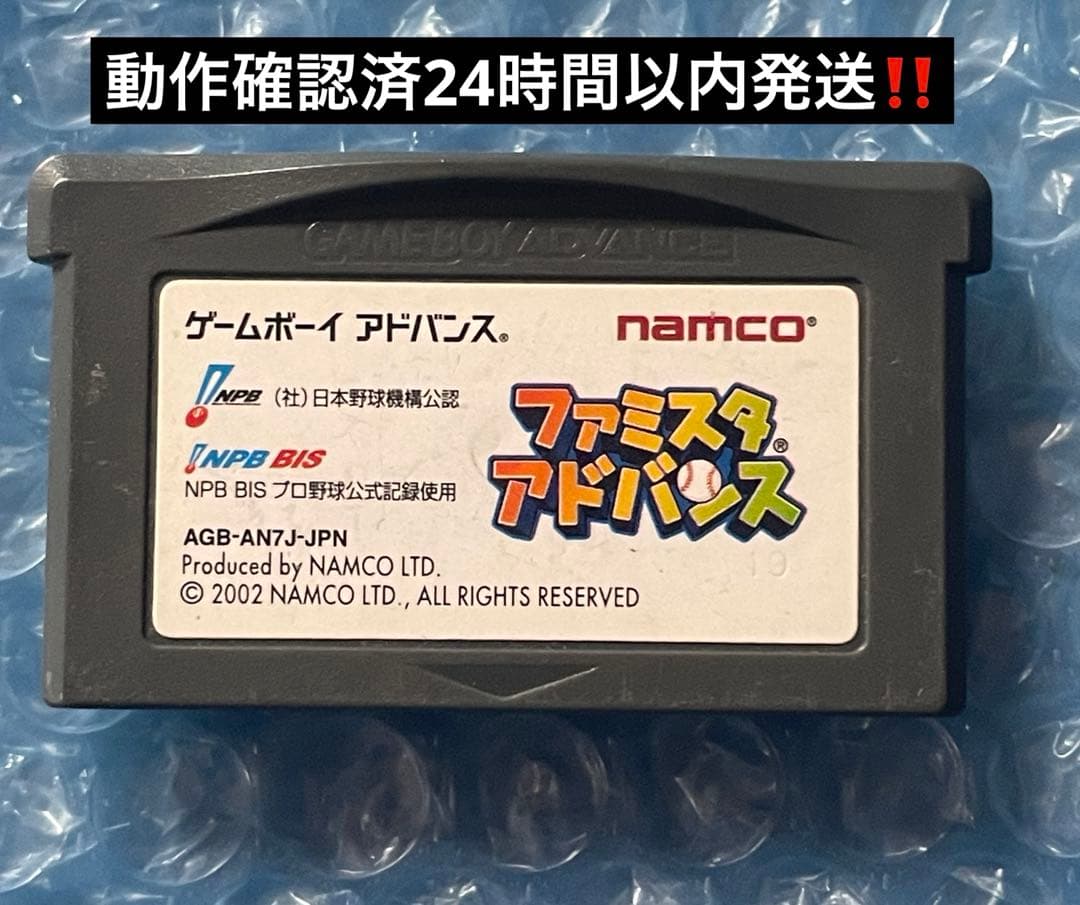 動作確認済24時間以内発送‼️
GAME BOY ADVANCE
ゲームボーイ アドバンス®
namco®
NPB (社)日本野球機構公認
NPB BIS
NPB BIS プロ野球公式記録使用
ファミスタ®
アドバンス
AGB-AN7J-JPN
Produced by NAMCO LTD.
© 2002 NAMCO LTD., ALL RIGHTS RESERVED